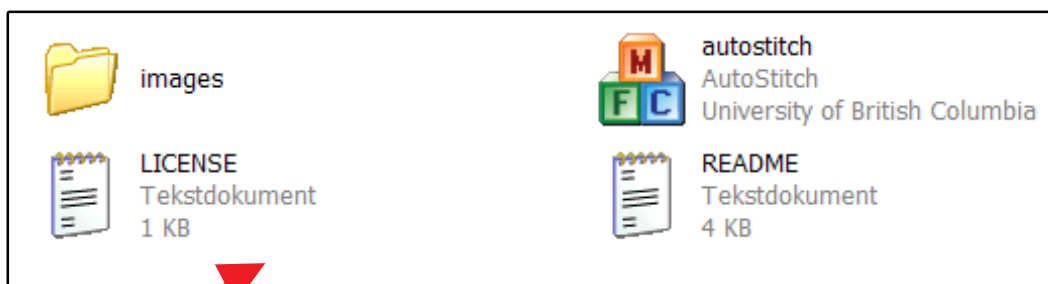 images
autostitch
AutoStitch
University of British Columbia
M
F C
LICENSE
Tekstdokument
1 KB
README
Tekstdokument
4 KB